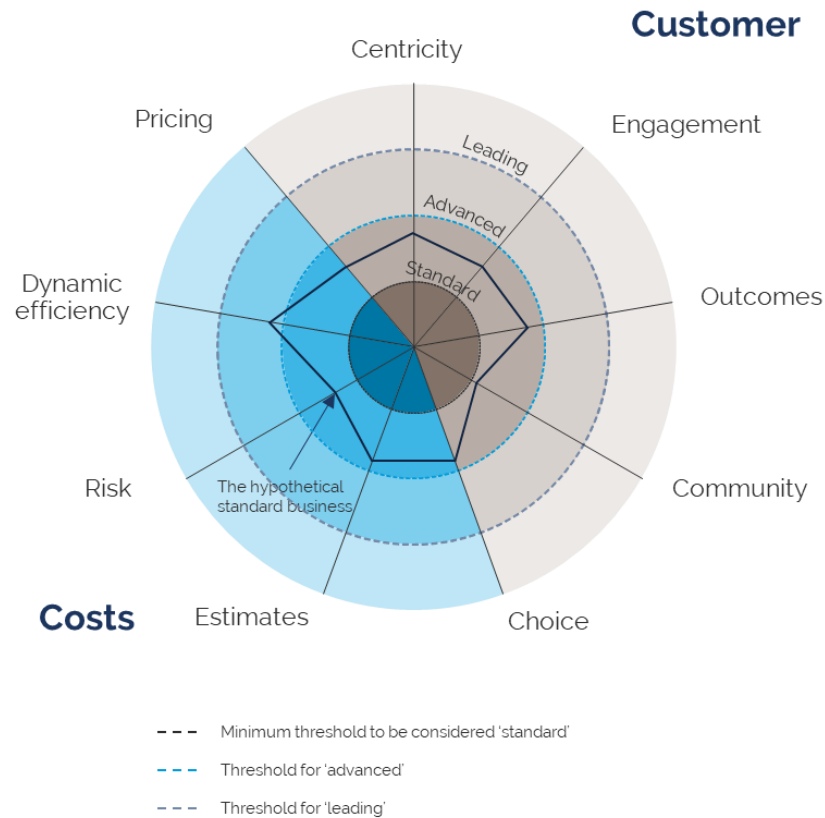 Customer
Centricity
Pricing
Engagement
Leading
Advanced
Standard
Dynamic
efficiency
Outcomes
Risk
The hypothetical
standard business
Community
Costs
Estimates
Choice
Minimum threshold to be considered ‘standard’
Threshold for ‘advanced’
Threshold for ‘leading’